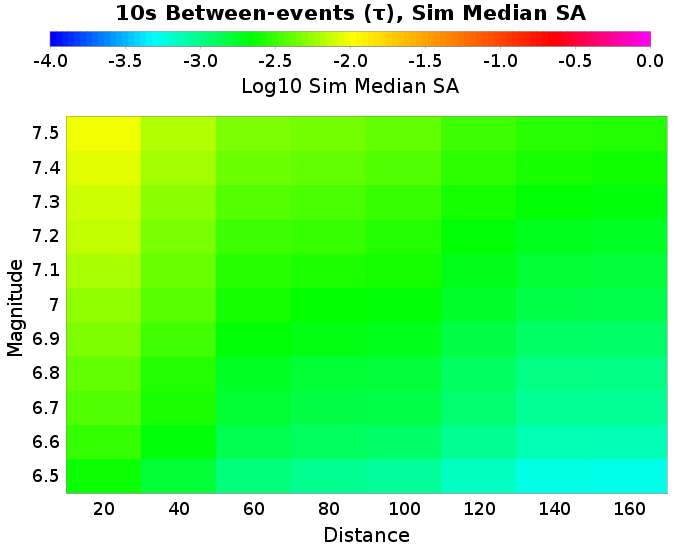 10s Between-events (τ), Sim Median SA
-4.0 -3.5 -3.0 -2.5 -2.0 -1.5 -1.0 -0.5 0.0
Log10 Sim Median SA
7.5
7.4
7.3
7.2
7.1
7
6.9
6.8
6.7
6.6
6.5
Magnitude
20 40 60 80 100 120 140 160
Distance